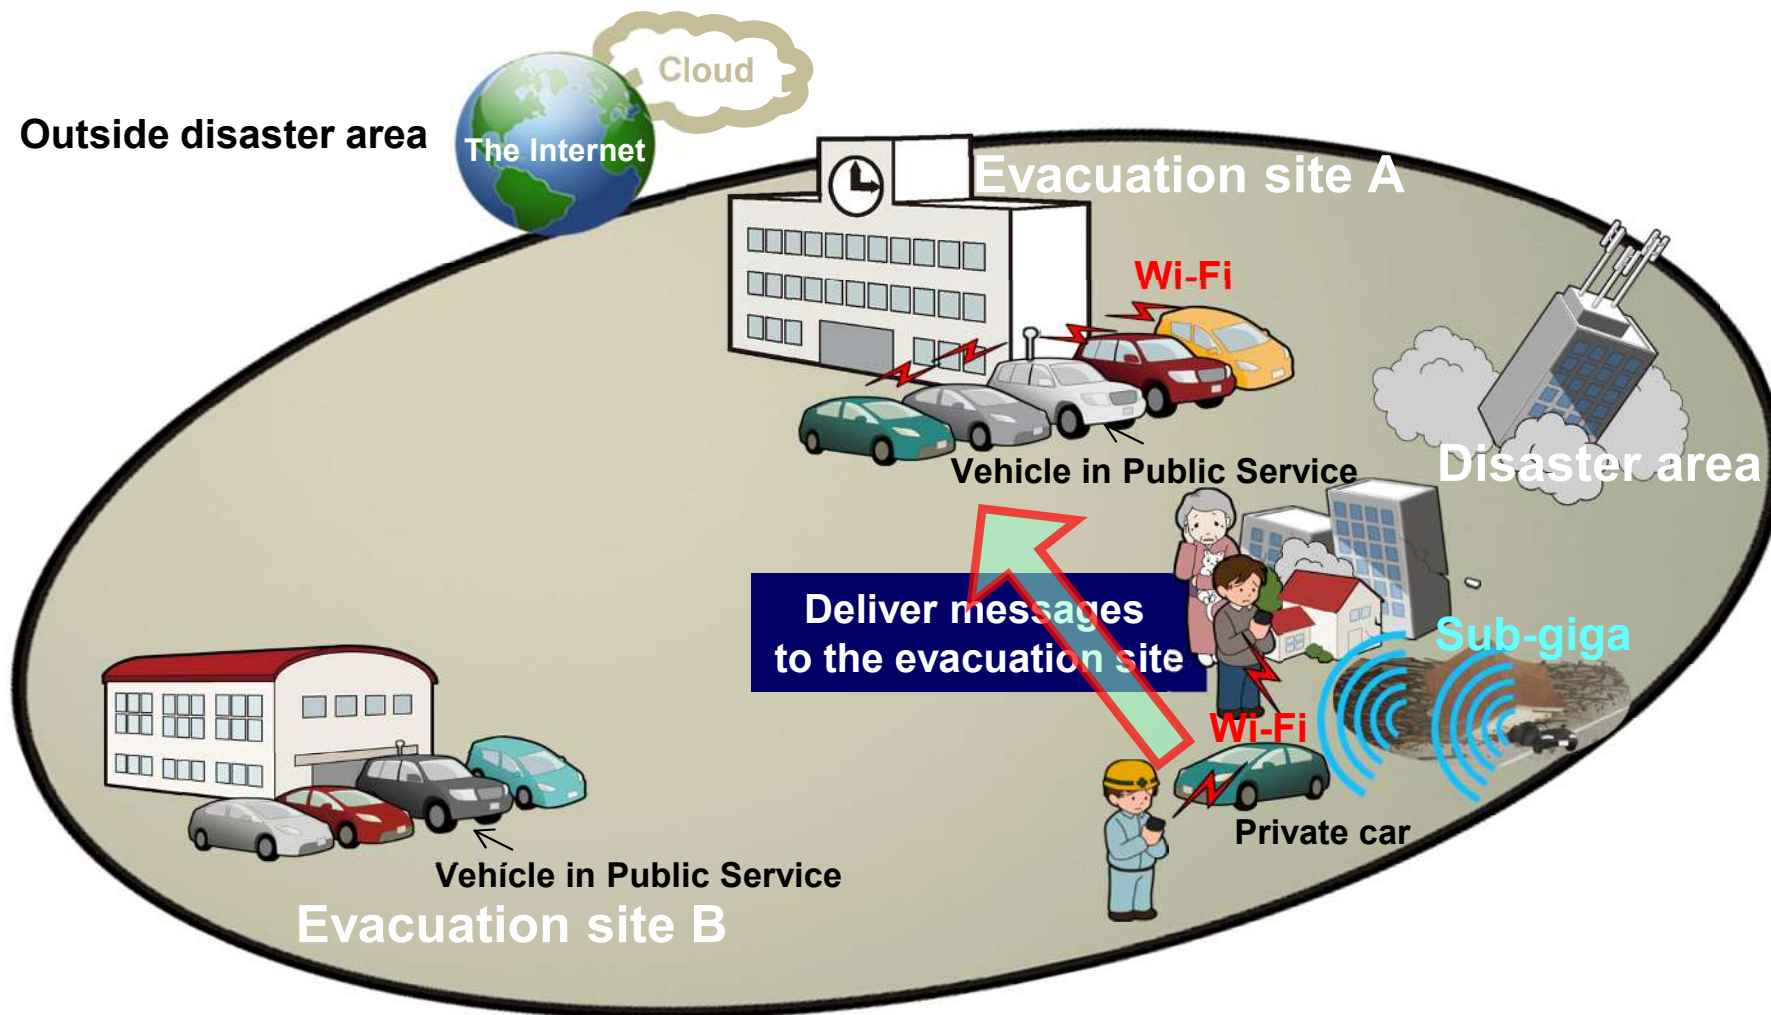 Cloud
Outside disaster area
The Internet
Evacuation site A
Wi-Fi
Vehicle in Public Service
Disaster area
Deliver messages
to the evacuation site
Sub-giga
Wi-Fi
Private car
Vehicle in Public Service
Evacuation site B